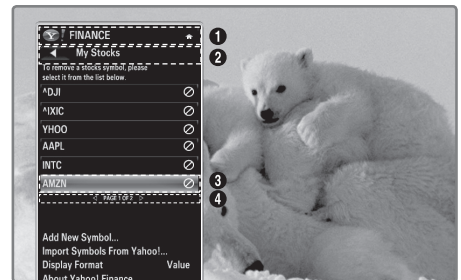 Y! FINANCE
1
My Stocks
2
To remove a stocks symbol, please
select it from the list below.
^DJI
^IXIC
YHOO
AAPL
INTC
AMZN
3
PAGE 1 OF 2
4
Add New Symbol...
Import Symbols From Yahoo!...
Display Format Value
About Yahoo! Finance